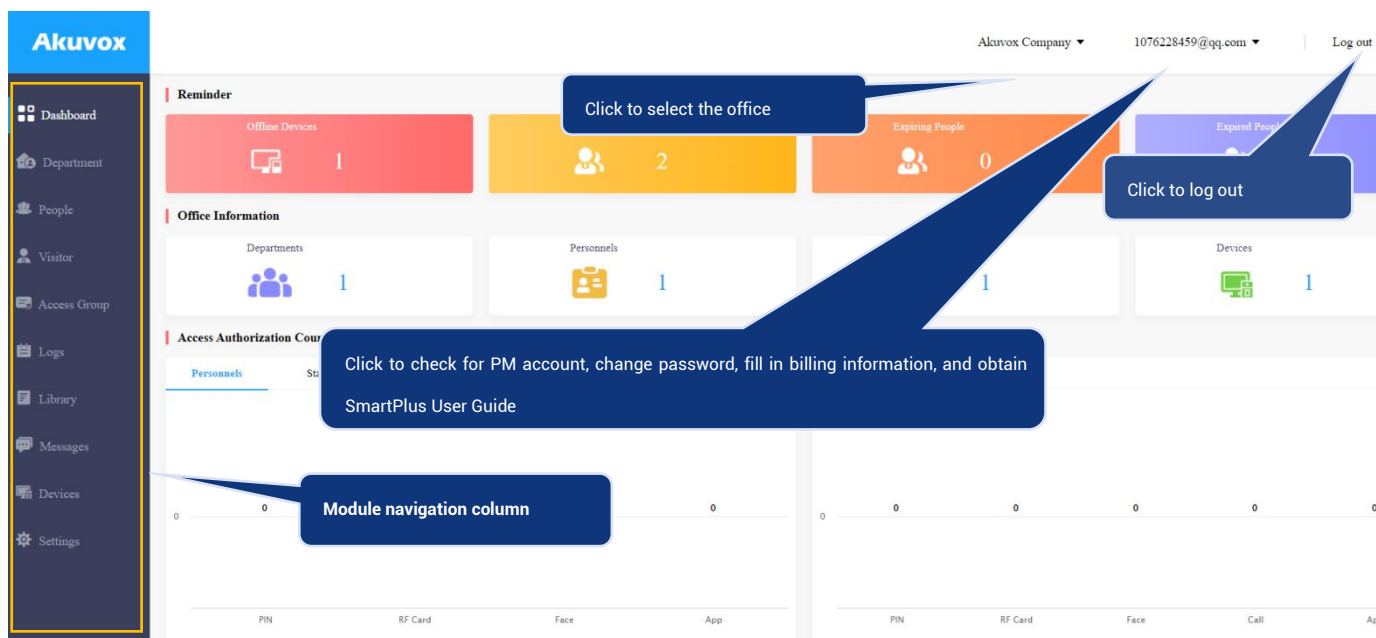 Akuvox
Akuvox Company
1076228459@qq.com
Log out
Dashboard
Department
People
Visitor
Access Group
Logs
Library
Messages
Devices
Settings
Reminder
Click to select the office
Offline Devices
Expiring People
Expired People
1
2
0
Click to log out
Office Information
Departments
Personnels
Devices
1
1
1
1
Access Authorization
Personnels
Click to check for PM account, change password, fill in billing information, and obtain
SmartPlus User Guide
Module navigation column
0
0
0
0
0
0
0
0
PIN
RF Card
Face
App
PIN
RF Card
Face
Call